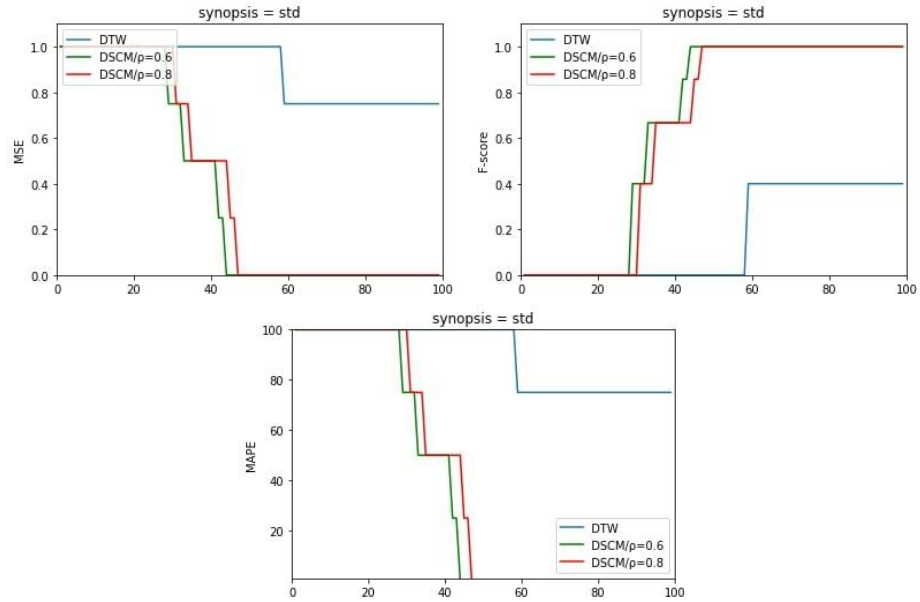 synopsis = std
1.0
0.8
0.6
0.4
0.2
0.0
MSE
DTW
DSCM/ρ=0.6
DSCM/ρ=0.8
0 20 40 60 80 100
synopsis = std
1.0
0.8
0.6
0.4
0.2
0.0
F-score
DTW
DSCM/ρ=0.6
DSCM/ρ=0.8
0 20 40 60 80 100
synopsis = std
100
80
60
40
20
MAPE
DTW
DSCM/ρ=0.6
DSCM/ρ=0.8
0 20 40 60 80 100